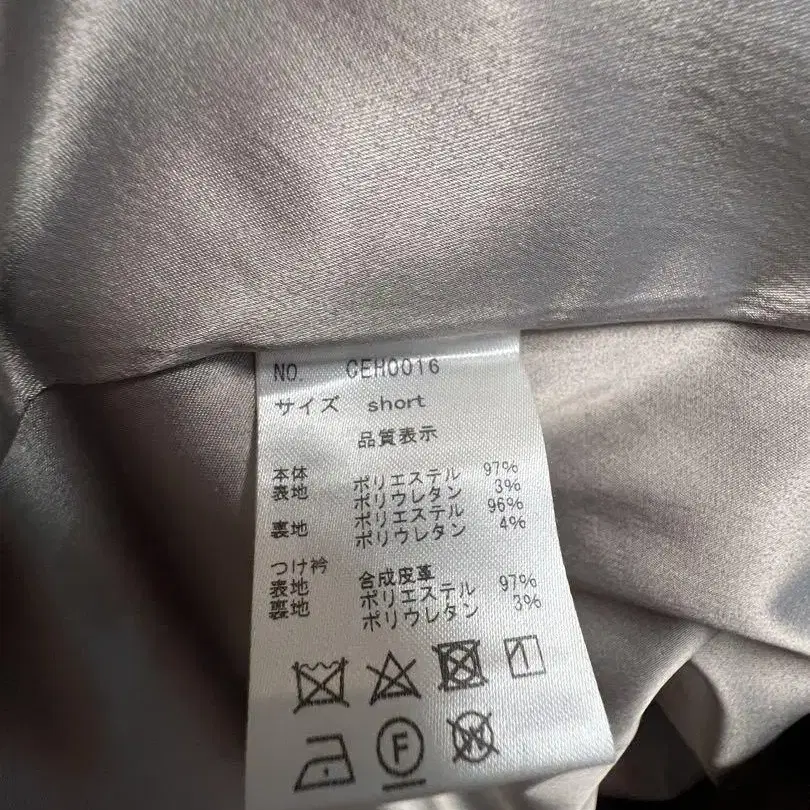 NO. CEH0016
サイズ short
品質表示
本体
表地 ポリエステル 97%
ポリウレタン 3%
裏地 ポリエステル 96%
ポリウレタン 4%
つけ衿
表地 合成皮革
裏地 ポリエステル 97%
ポリウレタン 3%
F
W